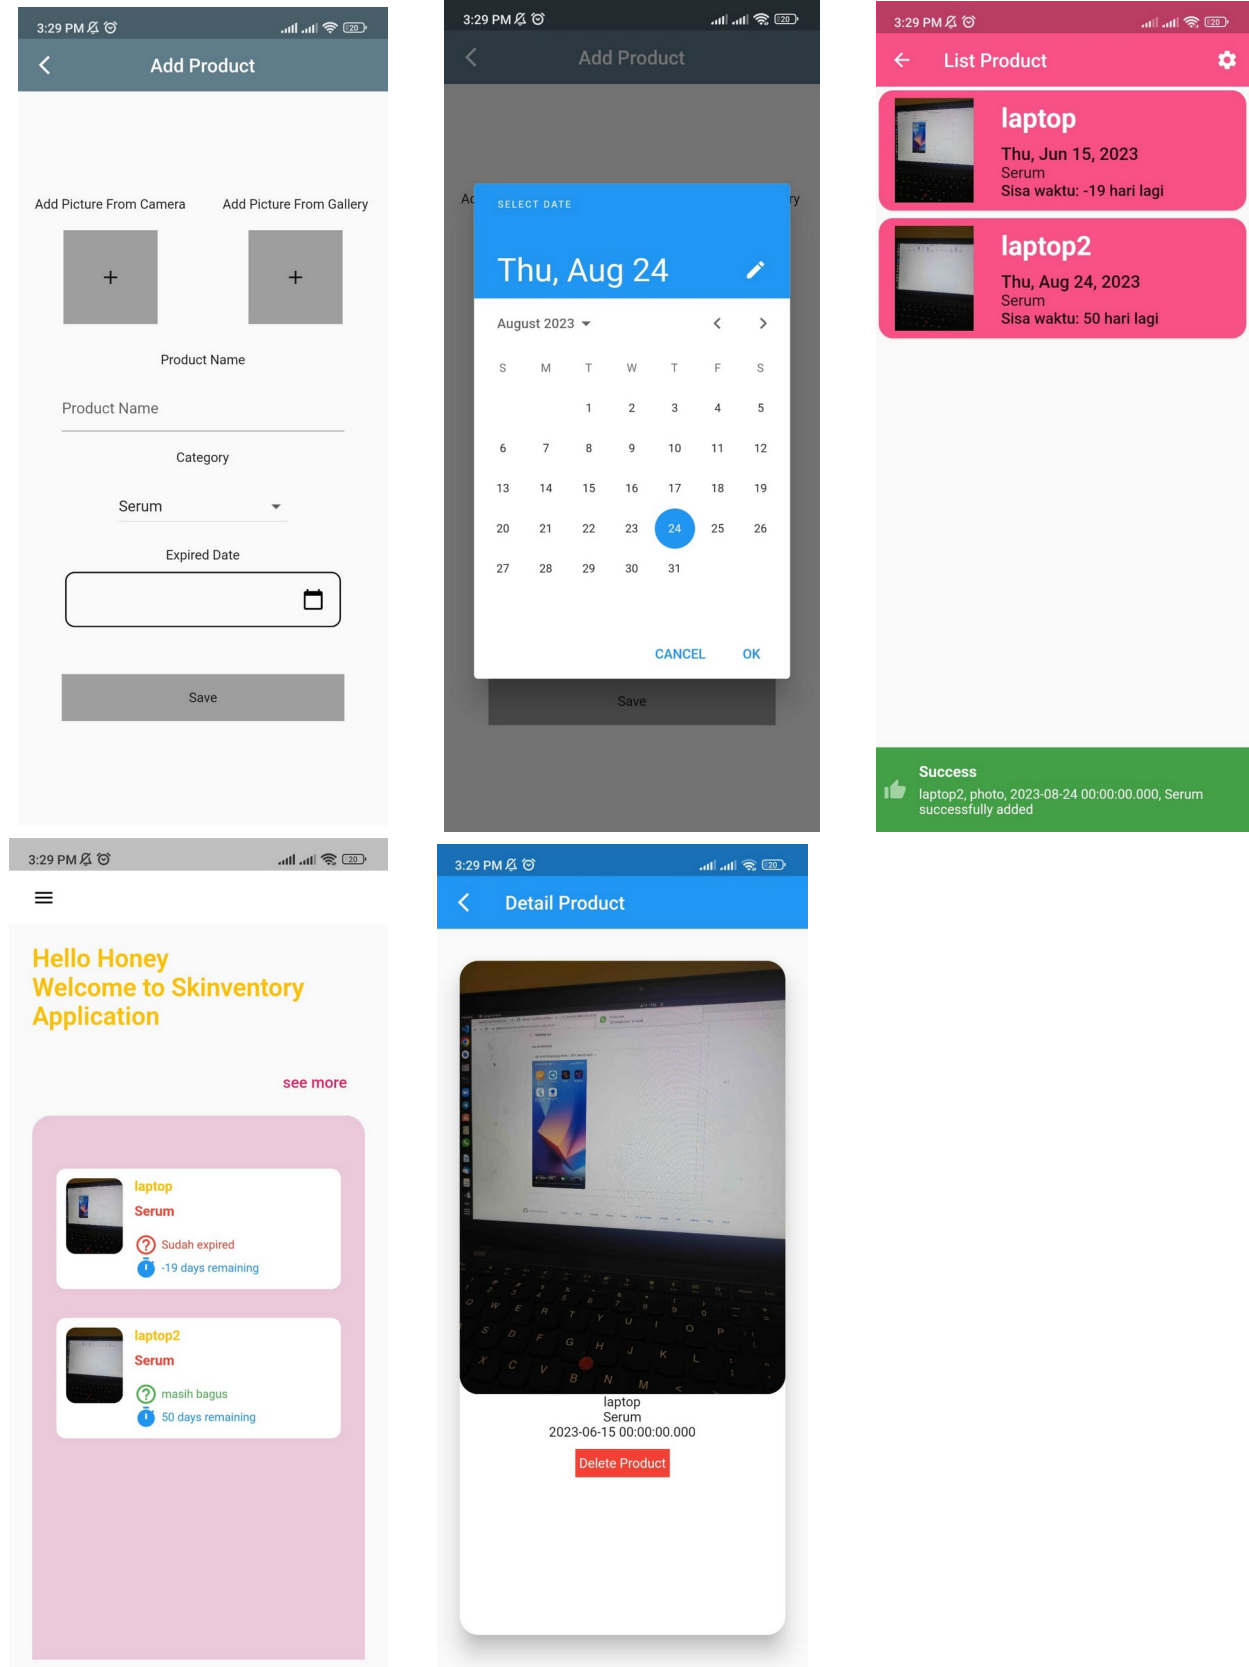 3:29 PM
20
Add Product
Add Picture From Camera Add Picture From Gallery
+ +
Product Name
Product Name
Category
Serum
Expired Date
Save
3:29 PM
20
Add Product
Ad ry
SELECT DATE
Thu, Aug 24
August 2023
S M T W T F S
1 2 3 4 5
6 7 8 9 10 11 12
13 14 15 16 17 18 19
20 21 22 23 24 25 26
27 28 29 30 31
CANCEL OK
Save
3:29 PM
20
List Product
laptop
Thu, Jun 15, 2023
Serum
Sisa waktu: -19 hari lagi
laptop2
Thu, Aug 24, 2023
Serum
Sisa waktu: 50 hari lagi
Success
laptop2, photo, 2023-08-24 00:00:00.000, Serum
successfully added
3:29 PM
20
Hello Honey
Welcome to Skinventory
Application
see more
laptop
Serum
Sudah expired
-19 days remaining
laptop2
Serum
masih bagus
50 days remaining
3:29 PM
20
Detail Product
laptop
Serum
2023-06-15 00:00:00.000
Delete Product